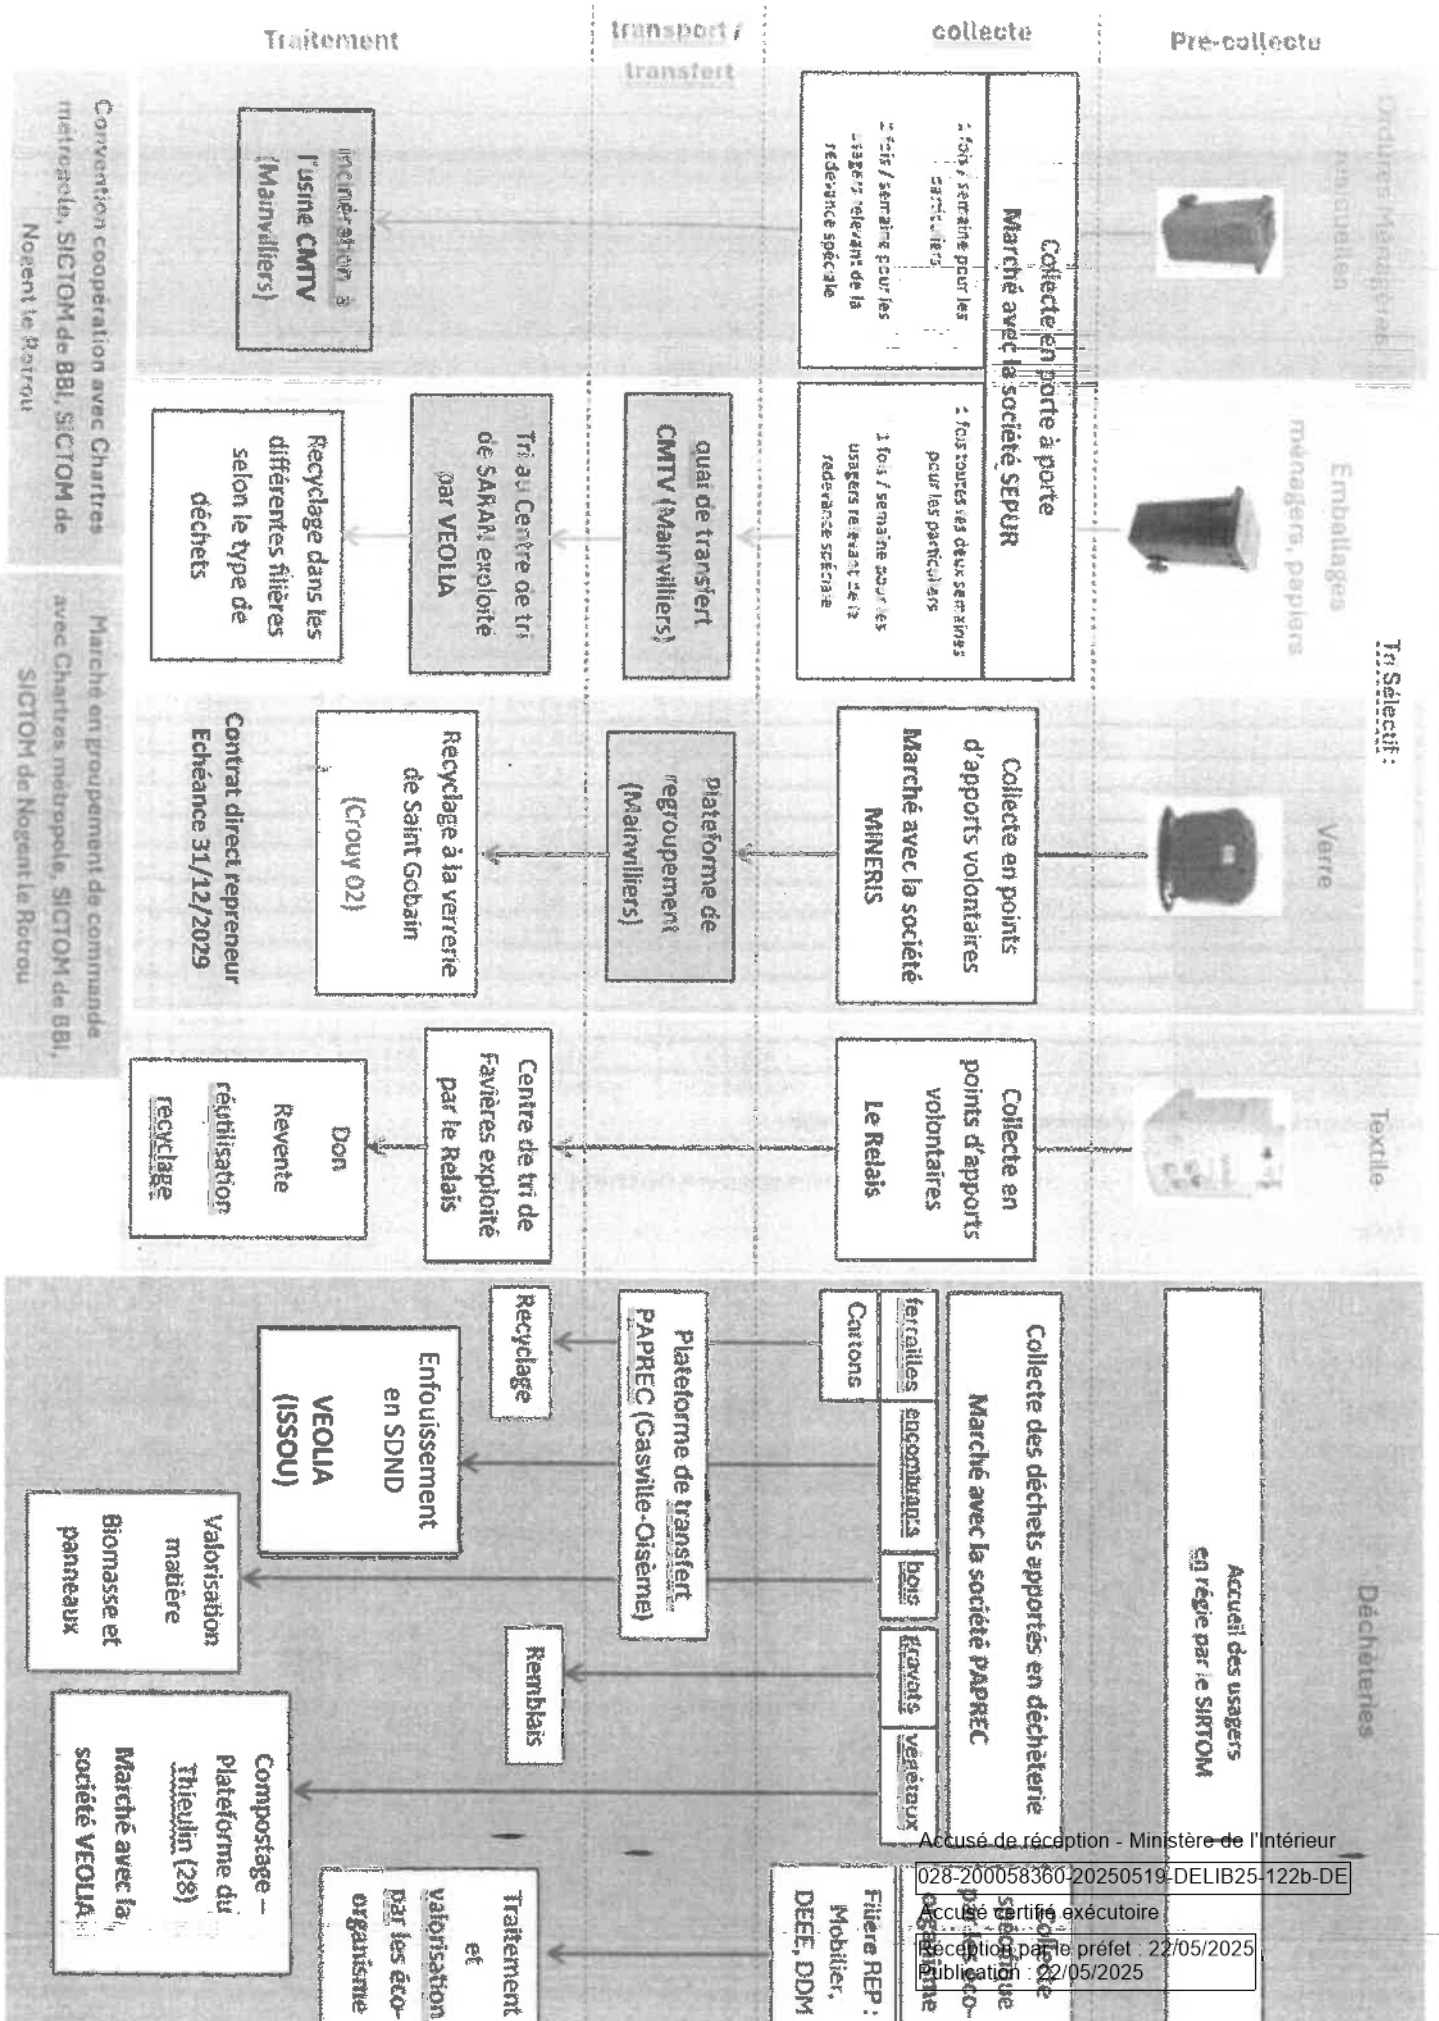 Pre-collecte
collecte
transport /
transfert
Traitement
Ordures Ménagères
résiduelles
Collecte en porte à porte
Marché avec la société SEPUR
1 fois / semaine pour les
particuliers
2 fois / semaine pour les
usagers relevant de la
redevance spéciale
incinération à
l'usine CMTV
(Mainvilliers)
Convention coopération avec Chartres
métropole, SICTOM de BBI, SICTOM de
Nogent le Rotrou
Tri Sélectif :
Emballages
ménagers, papiers
1 fois toutes les deux semaines
pour les particuliers
1 fois / semaine pour les
usagers relevant de la
redevance spéciale
quai de transfert
CMTV (Mainvilliers)
Tri au Centre de tri
de SARAN exploité
par VEOLIA
Recyclage dans les
différentes filières
selon le type de
déchets
Marché en groupement de commande
avec Chartres métropole, SICTOM de BBI,
SICTOM de Nogent le Rotrou
Verre
Collecte en points
d'apports volontaires
Marché avec la société
MINERIS
Plateforme de
regroupement
(Mainvilliers)
Recyclage à la verrerie
de Saint Gobain
(Crouy 02)
Contrat direct repreneur
Echéance 31/12/2029
Textile
Collecte en
points d'apports
volontaires
Le Relais
Centre de tri de
Favières exploité
par le Relais
Don
Revente
réutilisation
recyclage
Déchèteries
Accueil des usagers
en régie par le SIRTOM
Collecte des déchets apportés en déchèterie
Marché avec la société PAPREC
ferrailles
encombrants
bois
gravats
végétaux
Cartons
Plateforme de transfert
PAPREC (Gasville-Oisème)
Recyclage
Enfouissement
en SDND
VEOLIA
(ISSOU)
Valorisation
matière
Biomasse et
panneaux
Remblais
Compostage –
Plateforme du
Thieulin (28)
Marché avec la
société VEOLIA
Collecte
spécifique
par les éco-
organisme
Filière REP :
Mobilier,
DEEE, DDM
Traitement
et
valorisation
par les éco-
organisme
Accusé de réception - Ministère de l'Intérieur
028-200058360-20250519-DELIB25-122b-DE
Accusé certifié exécutoire
Réception par le préfet : 22/05/2025
Publication : 22/05/2025